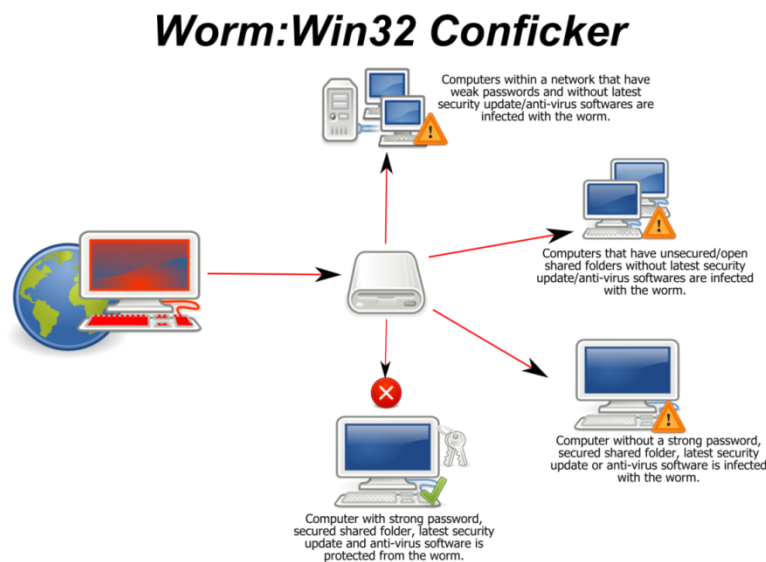 Worm:Win32 Conficker
Computers within a network that have
weak passwords and without latest
security update/anti-virus softwares are
infected with the worm.
Computers that have unsecured/open
shared folders without latest security
update/anti-virus softwares are infected
with the worm.
Computer without a strong password,
secured shared folder, latest security
update or anti-virus software is infected
with the worm.
Computer with strong password,
secured shared folder, latest security
update and anti-virus software is
protected from the worm.